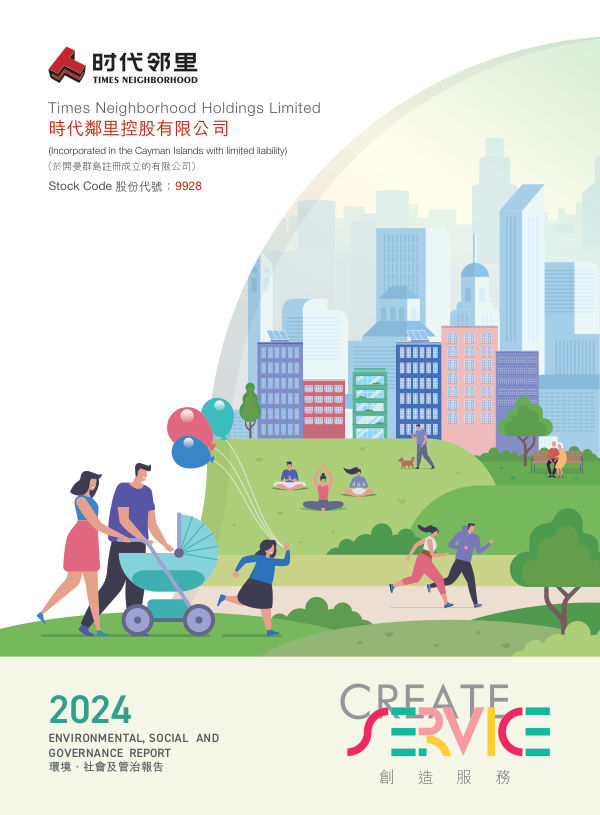 时代邻里
TIMES NEIGHBORHOOD
Times Neighborhood Holdings Limited
時代鄰里控股有限公司
(Incorporated in the Cayman Islands with limited liability)
(於開曼群島註冊成立的有限公司)
Stock Code 股份代號：9928
2024
ENVIRONMENTAL, SOCIAL AND
GOVERNANCE REPORT
環境、社會及管治報告
CREATE
SERVICE
創造服務